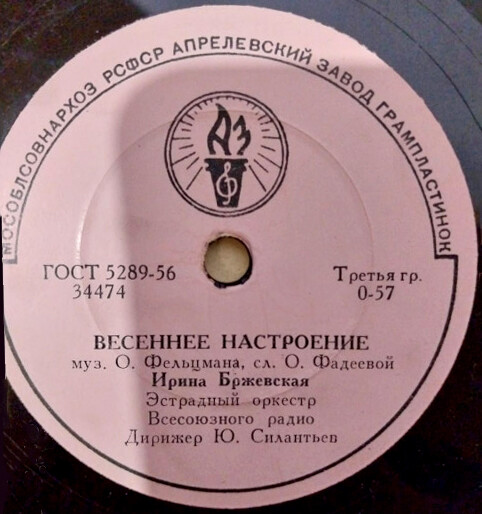 МОСОБЛСОВНАРХОЗ РСФСР АПРЕЛЕВСКИЙ ЗАВОД ГРАМПЛАСТИНОК
АЗ
ГОСТ 5289-56
34474
Третья гр.
0-57
ВЕСЕННЕЕ НАСТРОЕНИЕ
муз. О. Фельцмана, сл. О. Фадеевой
Ирина Бржевская
Эстрадный оркестр
Всесоюзного радио
Дирижер Ю. Силантьев